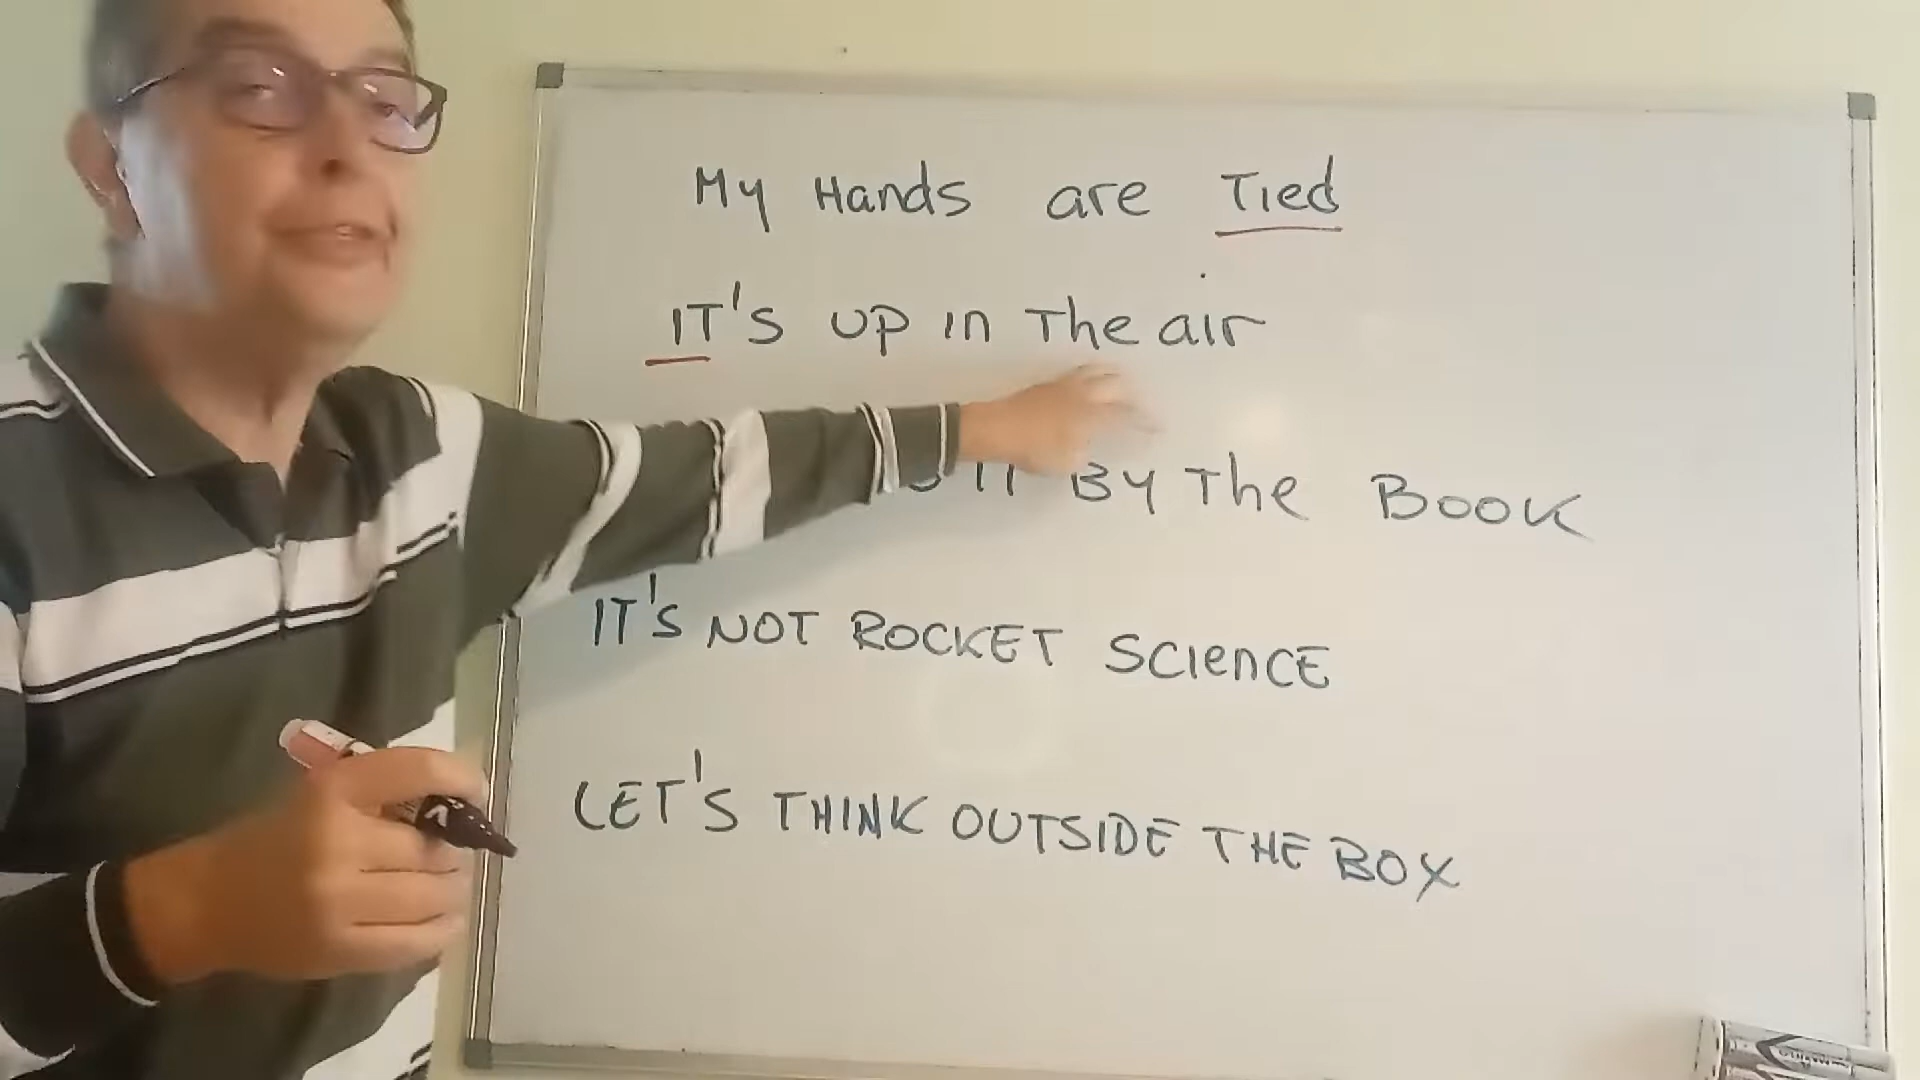 My Hands are Tied
IT's up in The air
IT BY The BOOK
IT'S NOT ROCKET SCIENCE
LET'S THINK OUTSIDE THE BOX